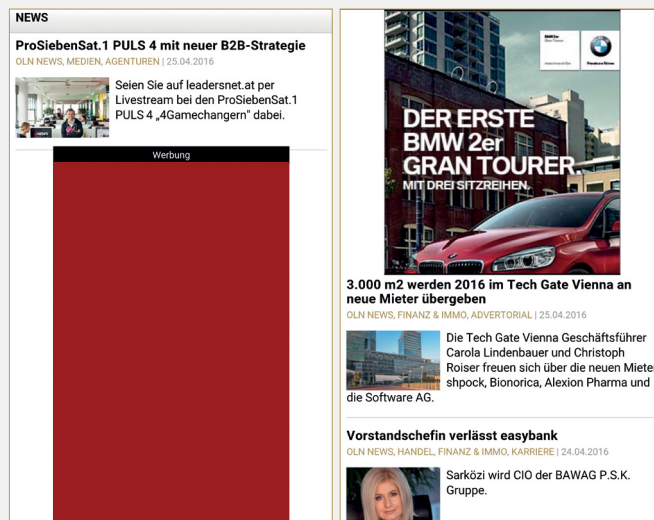 NEWS
ProSiebenSat.1 PULS 4 mit neuer B2B-Strategie
OLN NEWS, MEDIEN, AGENTUREN | 25.04.2016
Seien Sie auf leadersnet.at per
Livestream bei den ProSiebenSat.1
PULS 4 „4Gamechangern" dabei.
Werbung
DER ERSTE
BMW 2er
GRAN TOURER.
MIT DREI SITZREIHEN.
3.000 m2 werden 2016 im Tech Gate Vienna an
neue Mieter übergeben
OLN NEWS, FINANZ & IMMO, ADVERTORIAL | 25.04.2016
Die Tech Gate Vienna Geschäftsführer
Carola Lindenbauer und Christoph
Roiser freuen sich über die neuen Miete
shpock, Bionorica, Alexion Pharma und
die Software AG.
Vorstandschefin verlässt easybank
OLN NEWS, HANDEL, FINANZ & IMMO, KARRIERE | 24.04.2016
Sarközi wird CIO der BAWAG P.S.K.
Gruppe.